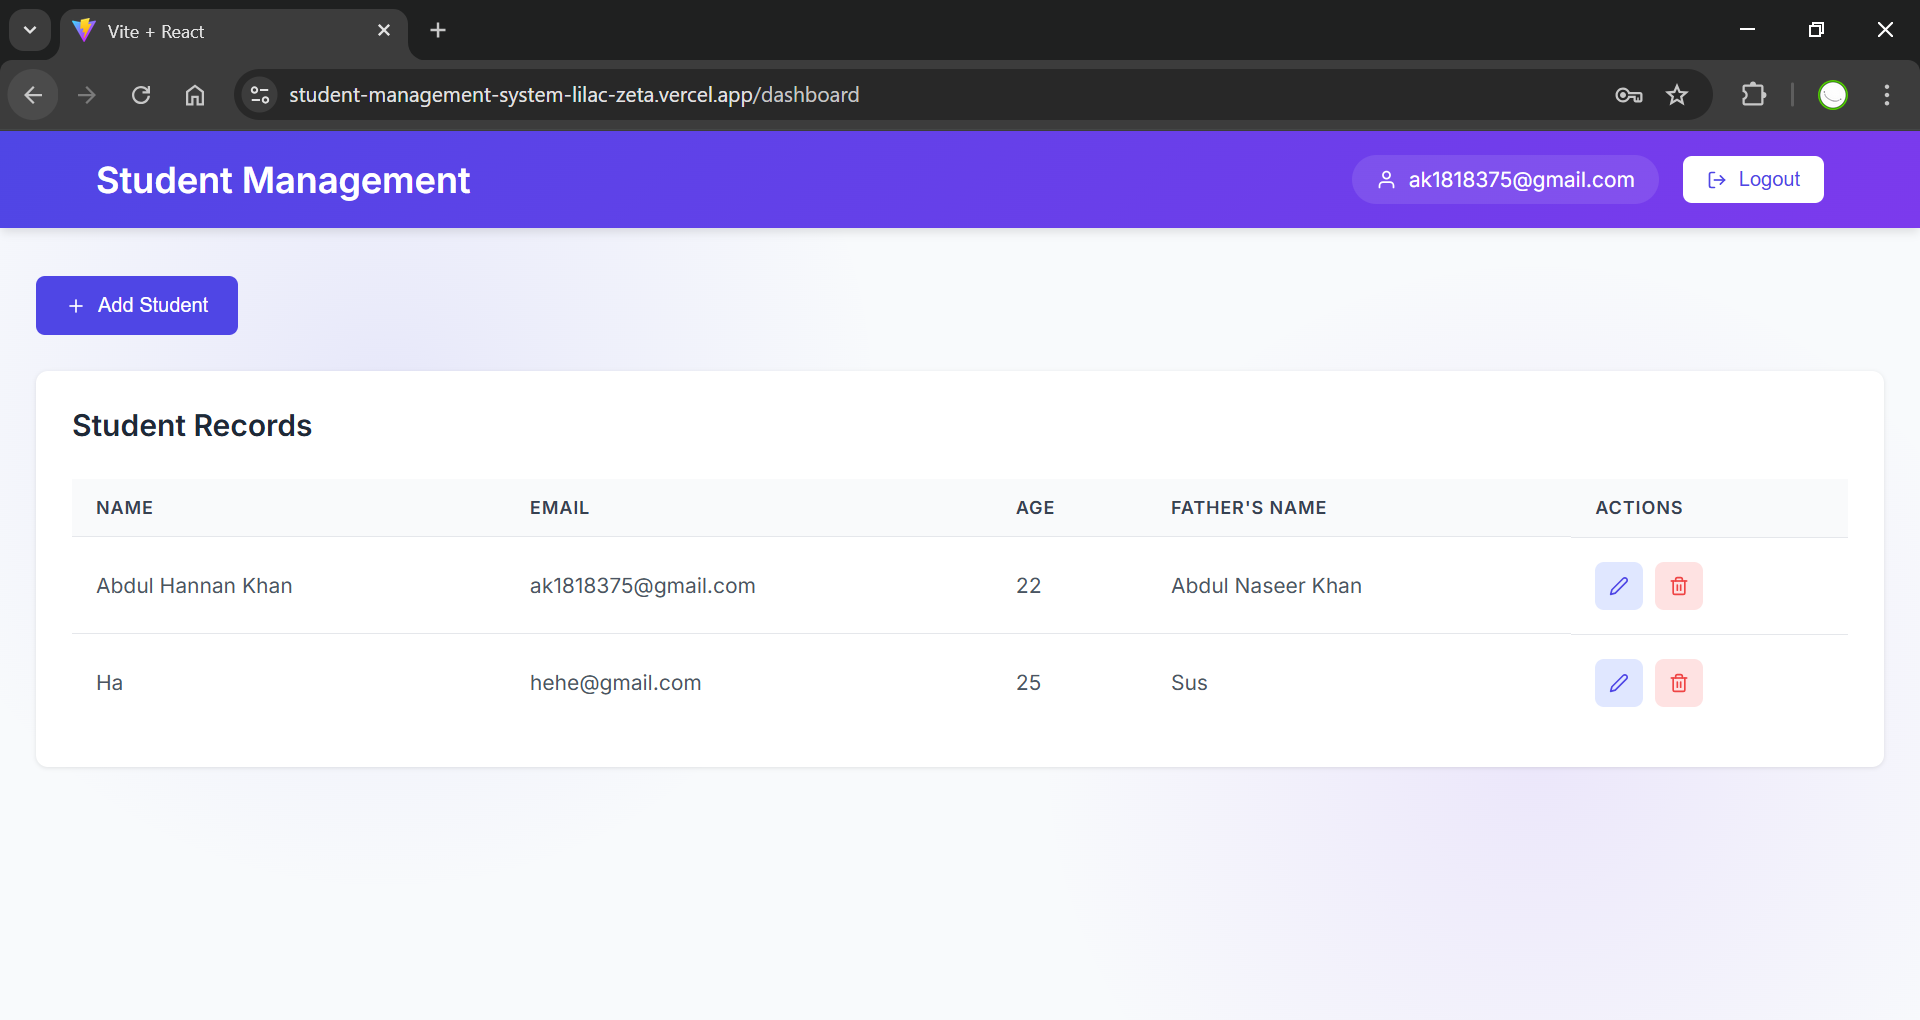 Vite + React
student-management-system-lilac-zeta.vercel.app/dashboard
Student Management
ak1818375@gmail.com
Logout
Add Student
Student Records
NAME EMAIL AGE FATHER'S NAME ACTIONS
Abdul Hannan Khan ak1818375@gmail.com 22 Abdul Naseer Khan
Ha hehe@gmail.com 25 Sus